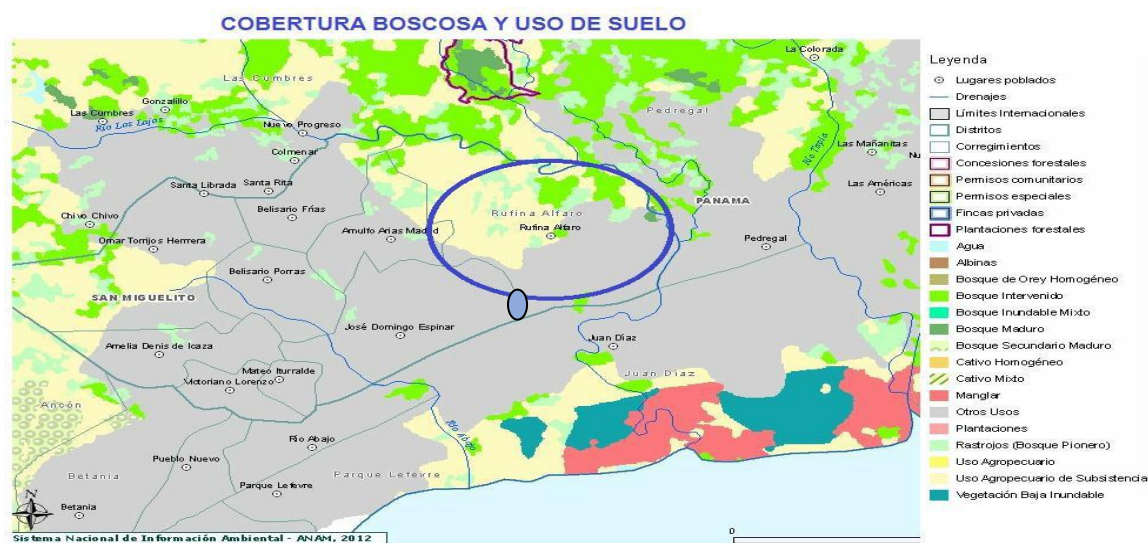 COBERTURA BOSCOSA Y USO DE SUELO
La Colorada
Las Cumbres
Gonzalillo
Las Cumbres
Río Las Lajas
Nuevo Progreso
Pedregal
Colmenar
Río Tapia
Las Mañanitas
Nu
Santa Librada
Santa Rita
Las Américas
PANAMA
Chivo Chivo
Belisario Frías
Rufina Alfaro
Arnulfo Arias Madrid
Rufina Alfaro
Omar Torrijos Herrera
Pedregal
Belisario Porras
SAN MIGUELITO
José Domingo Espinar
Amelia Denis de Icaza
Juan Díaz
Mateo Iturralde
Juan Díaz
Victoriano Lorenzo
Ancón
Río Abajo
Río Abajo
Pueblo Nuevo
Betania
Parque Lefevre
Parque Lefevre
Betania
N
0
Sistema Nacional de Información Ambiental - ANAM, 2012
Leyenda
Lugares poblados
Drenajes
Límites Internacionales
Distritos
Corregimientos
Concesiones forestales
Permisos comunitarios
Permisos especiales
Fincas privadas
Plantaciones forestales
Agua
Albinas
Bosque de Orey Homogéneo
Bosque Intervenido
Bosque Inundable Mixto
Bosque Maduro
Bosque Secundario Maduro
Cativo Homogéneo
Cativo Mixto
Manglar
Otros Usos
Plantaciones
Rastrojos (Bosque Pionero)
Uso Agropecuario
Uso Agropecuario de Subsistencia
Vegetación Baja Inundable